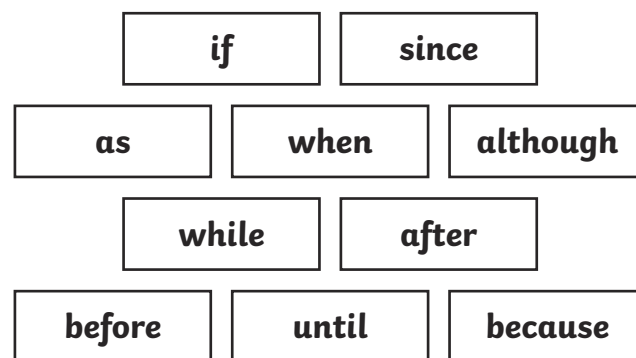 if since
as when although
while after
before until because